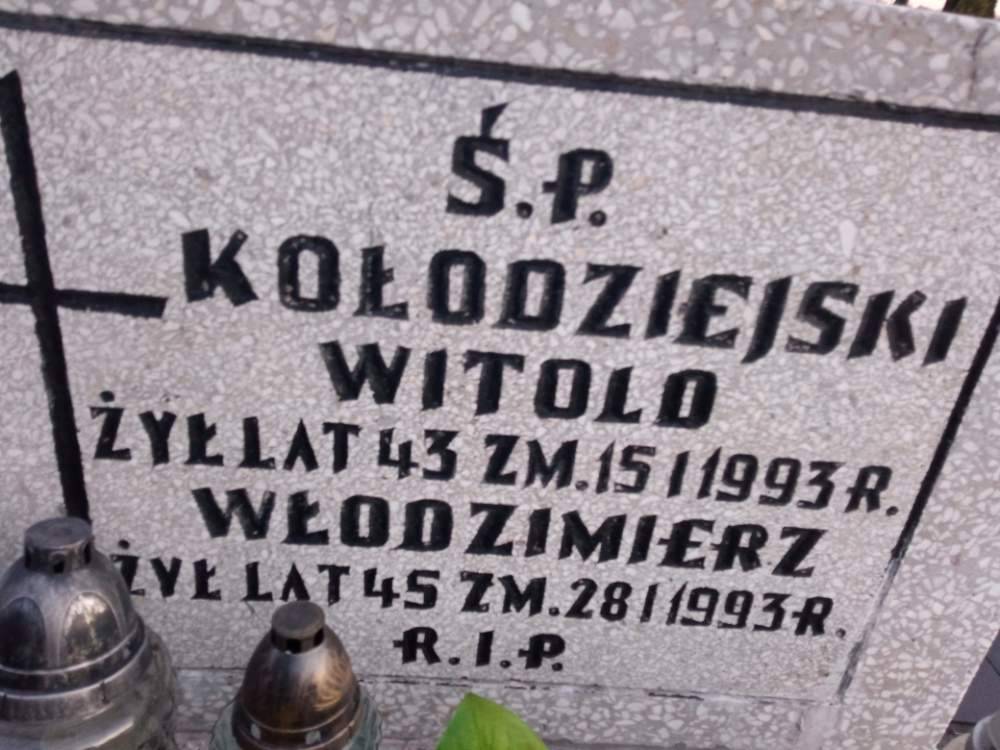 Ś.P.
KOŁODZIEJSKI
WITOLD
ŻYŁ LAT 43 ZM. 15 I 1993 R.
WŁODZIMIERZ
ŻYŁ LAT 45 ZM. 28 I 1993 R.
R.I.P.